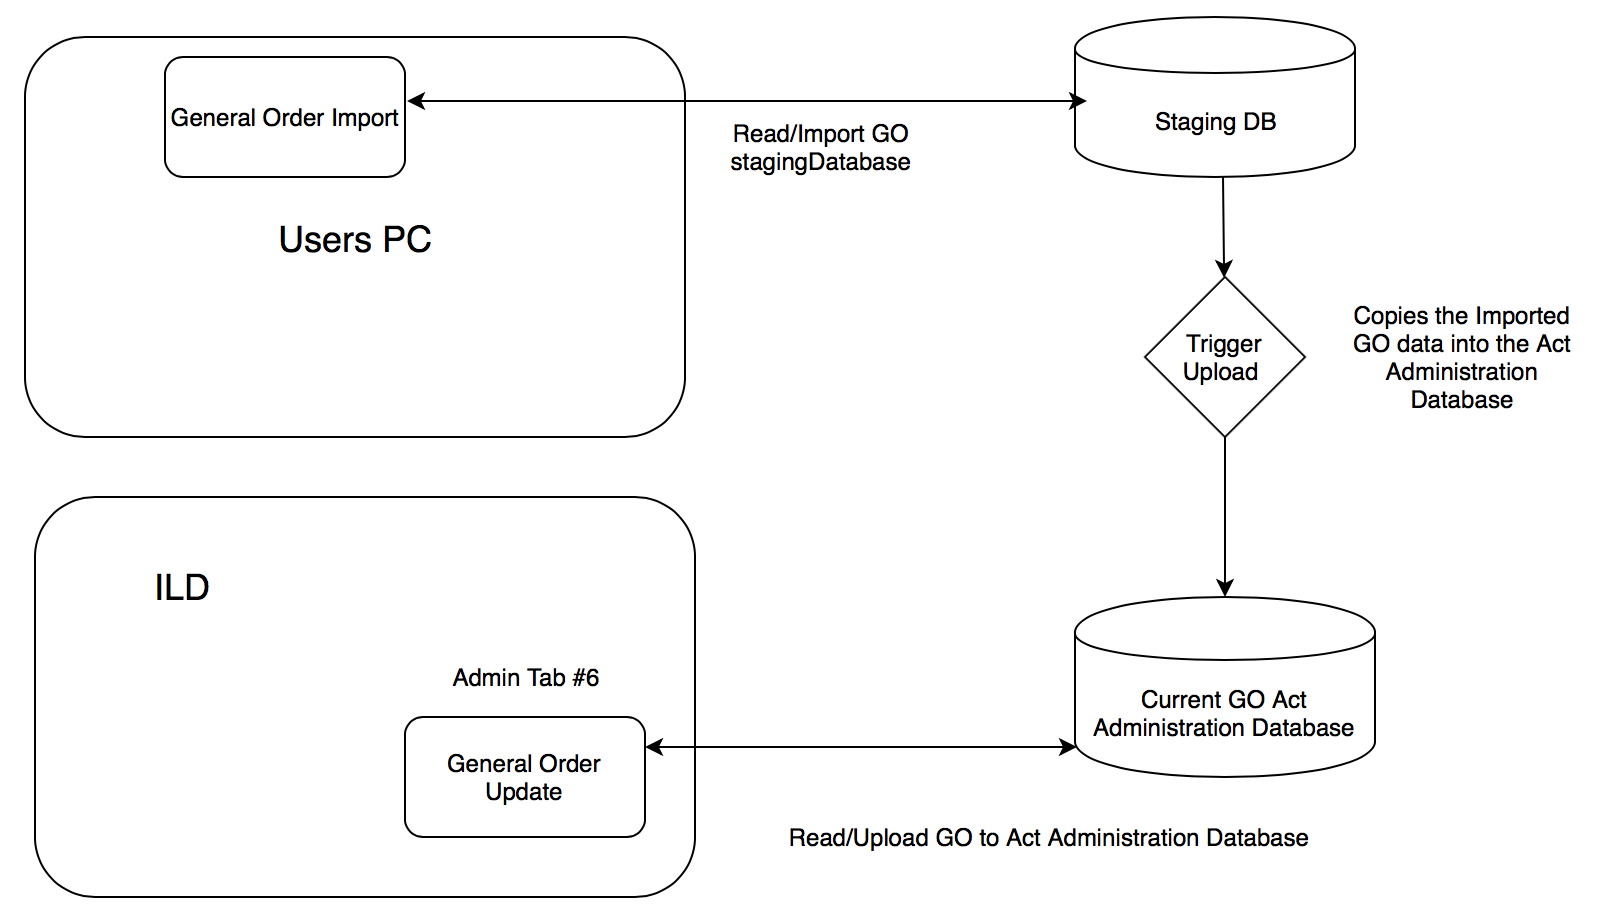 General Order Import
Users PC
Read/Import GO
stagingDatabase
Staging DB
Trigger
Upload
Copies the Imported
GO data into the Act
Administration
Database
ILD
Admin Tab #6
General Order
Update
Current GO Act
Administration Database
Read/Upload GO to Act Administration Database